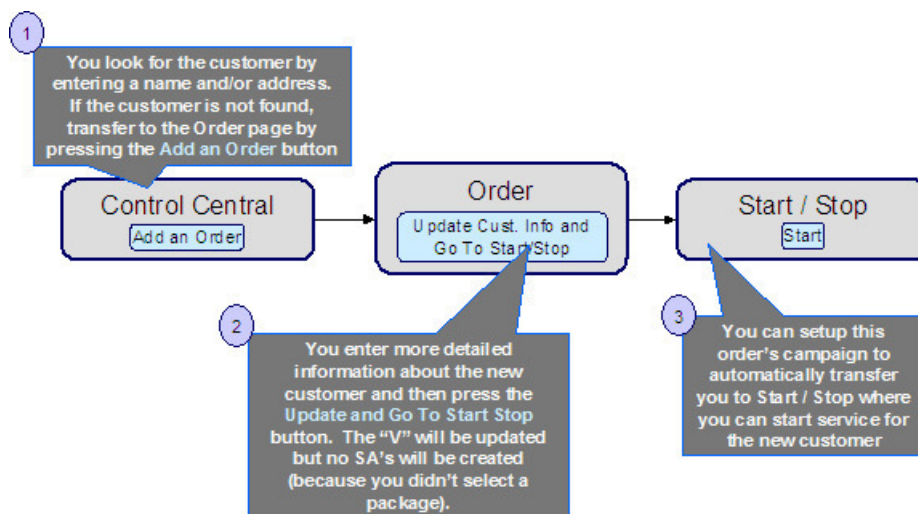 1
You look for the customer by
entering a name and/or address.
If the customer is not found,
transfer to the Order page by
pressing the Add an Order button
Control Central
Add an Order
Order
Update Cust. Info and
Go To Start/Stop
Start / Stop
Start
2
You enter more detailed
information about the new
customer and then press the
Update and Go To Start Stop
button. The “V” will be updated
but no SA's will be created
(because you didn't select a
package).
3
You can setup this
order's campaign to
automatically transfer
you to Start / Stop where
you can start service for
the new customer